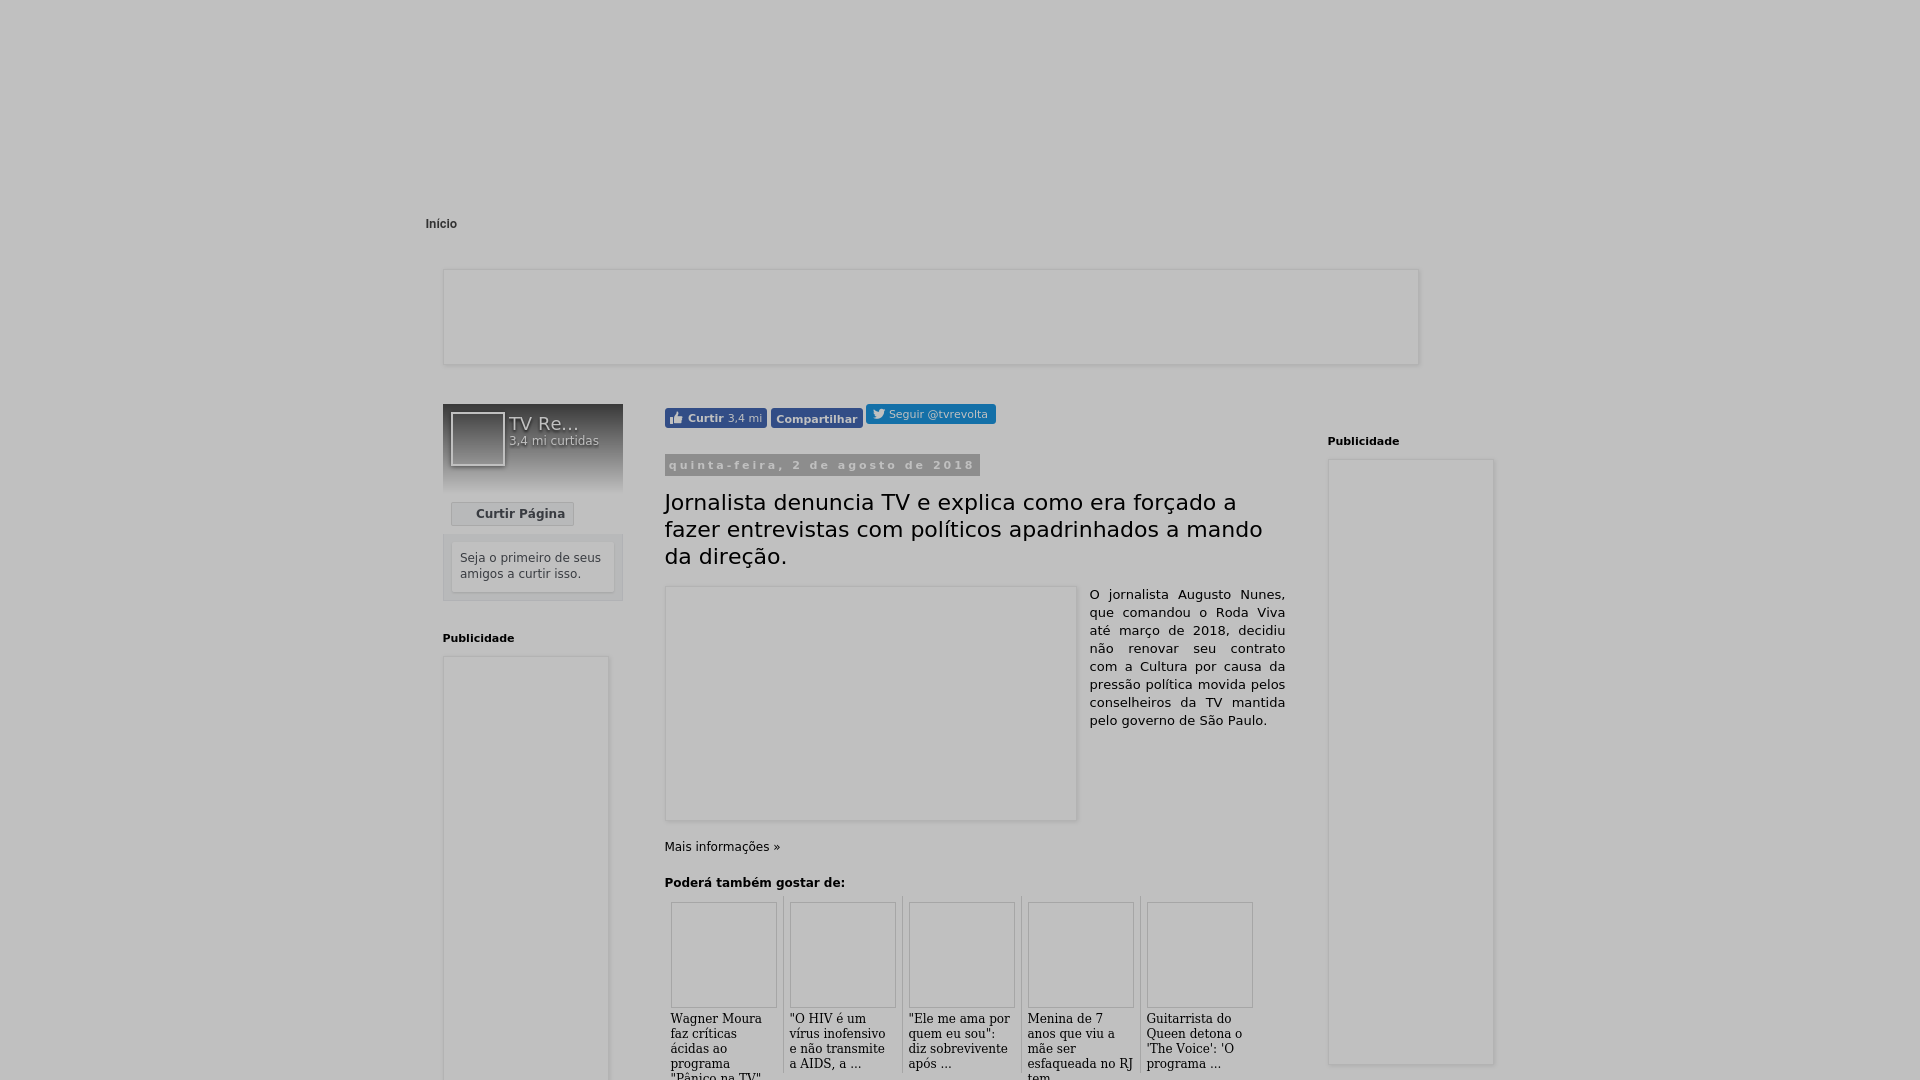 Início
TV Re...
3,4 mi curtidas
Curtir Página
Seja o primeiro de seus
amigos a curtir isso.
Publicidade
Curtir 3,4 mi
Compartilhar
Seguir @tvrevolta
quinta-feira, 2 de agosto de 2018
Jornalista denuncia TV e explica como era forçado a
fazer entrevistas com políticos apadrinhados a mando
da direção.
O jornalista Augusto Nunes,
que comandou o Roda Viva
até março de 2018, decidiu
não renovar seu contrato
com a Cultura por causa da
pressão política movida pelos
conselheiros da TV mantida
pelo governo de São Paulo.
Mais informações »
Poderá também gostar de:
Wagner Moura
faz críticas
ácidas ao
programa
"Pânico na TV"
"O HIV é um
vírus inofensivo
e não transmite
a AIDS, a ...
"Ele me ama por
quem eu sou":
diz sobrevivente
após ...
Menina de 7
anos que viu a
mãe ser
esfaqueada no RJ
tem
Guitarrista do
Queen detona o
'The Voice': 'O
programa ...
Publicidade